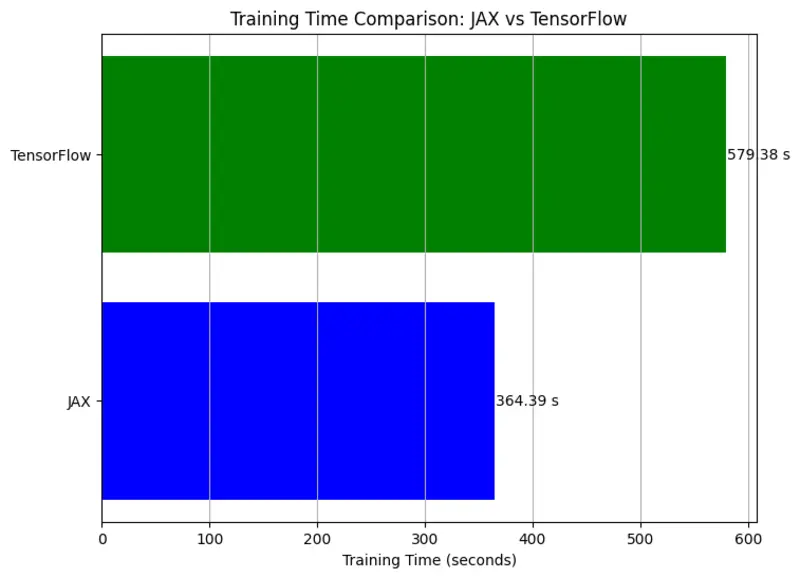 Training Time Comparison: JAX vs TensorFlow
TensorFlow
579.38 s
JAX
364.39 s
0 100 200 300 400 500 600
Training Time (seconds)